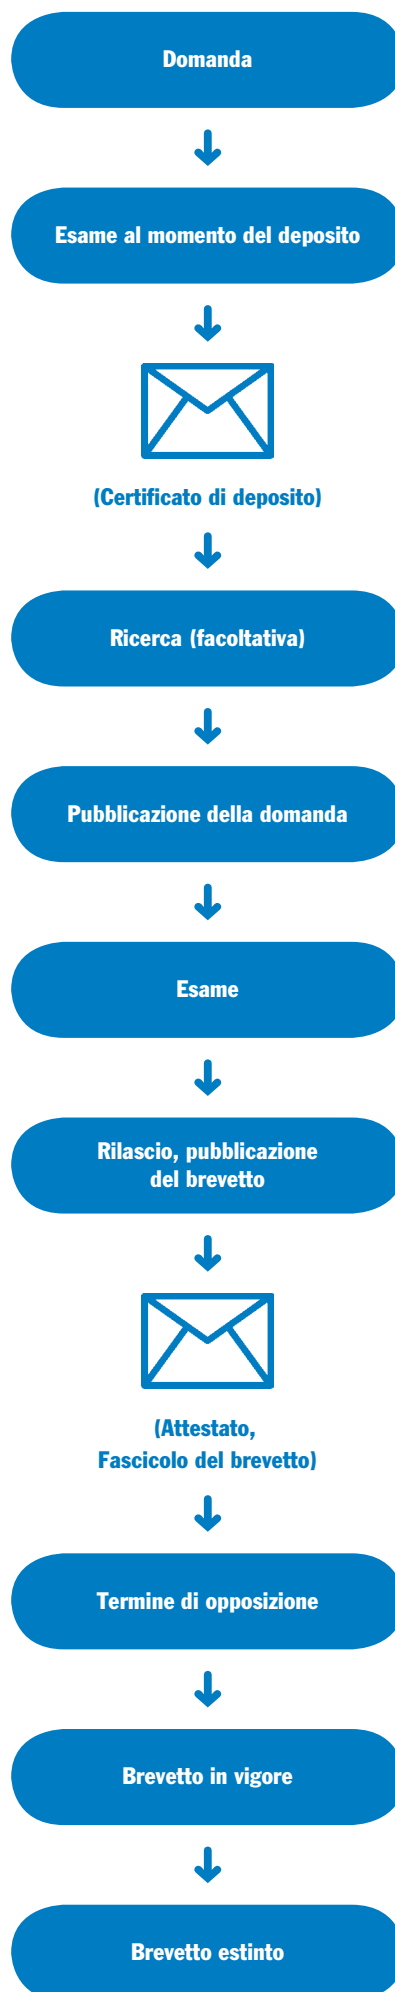 Domanda
Esame al momento del deposito
(Certificato di deposito)
Ricerca (facoltativa)
Pubblicazione della domanda
Esame
Rilascio, pubblicazione
del brevetto
(Attestato,
Fascicolo del brevetto)
Termine di opposizione
Brevetto in vigore
Brevetto estinto